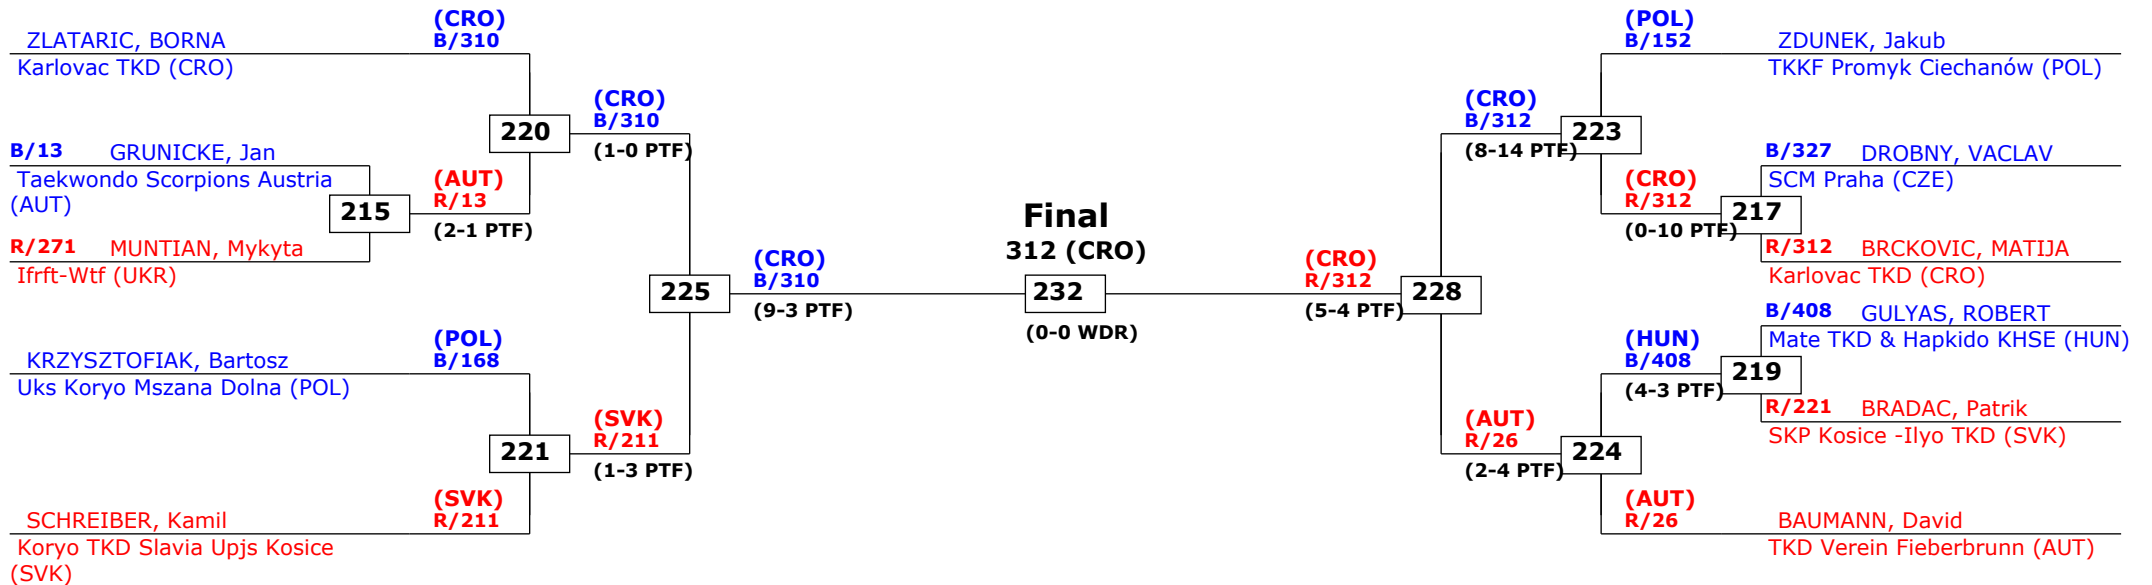 (CRO)
B/310
ZLATARIC, BORNA
Karlovac TKD (CRO)
220
(CRO)
B/310
(1-0 PTF)
B/13 GRUNICKE, Jan
Taekwondo Scorpions Austria
(AUT)
215
(AUT)
R/13
(2-1 PTF)
R/271 MUNTIAN, Mykyta
Ifrft-Wtf (UKR)
225
(CRO)
B/310
(9-3 PTF)
(POL)
B/168
KRZYSZTOFIAK, Bartosz
Uks Koryo Mszana Dolna (POL)
221
(SVK)
R/211
(1-3 PTF)
(SVK)
R/211
SCHREIBER, Kamil
Koryo TKD Slavia Upjs Kosice
(SVK)
Final
312 (CRO)
232
(0-0 WDR)
(POL)
B/152
ZDUNEK, Jakub
TKKF Promyk Ciechanów (POL)
(CRO)
B/312
(8-14 PTF)
223
B/327 DROBNY, VACLAV
SCM Praha (CZE)
(CRO)
R/312
(0-10 PTF)
217
R/312 BRCKOVIC, MATIJA
Karlovac TKD (CRO)
(CRO)
R/312
(5-4 PTF)
228
B/408 GULYAS, ROBERT
Mate TKD & Hapkido KHSE (HUN)
(HUN)
B/408
(4-3 PTF)
219
R/221 BRADAC, Patrik
SKP Kosice -Ilyo TKD (SVK)
(AUT)
R/26
(2-4 PTF)
224
(AUT)
R/26
BAUMANN, David
TKD Verein Fieberbrunn (AUT)